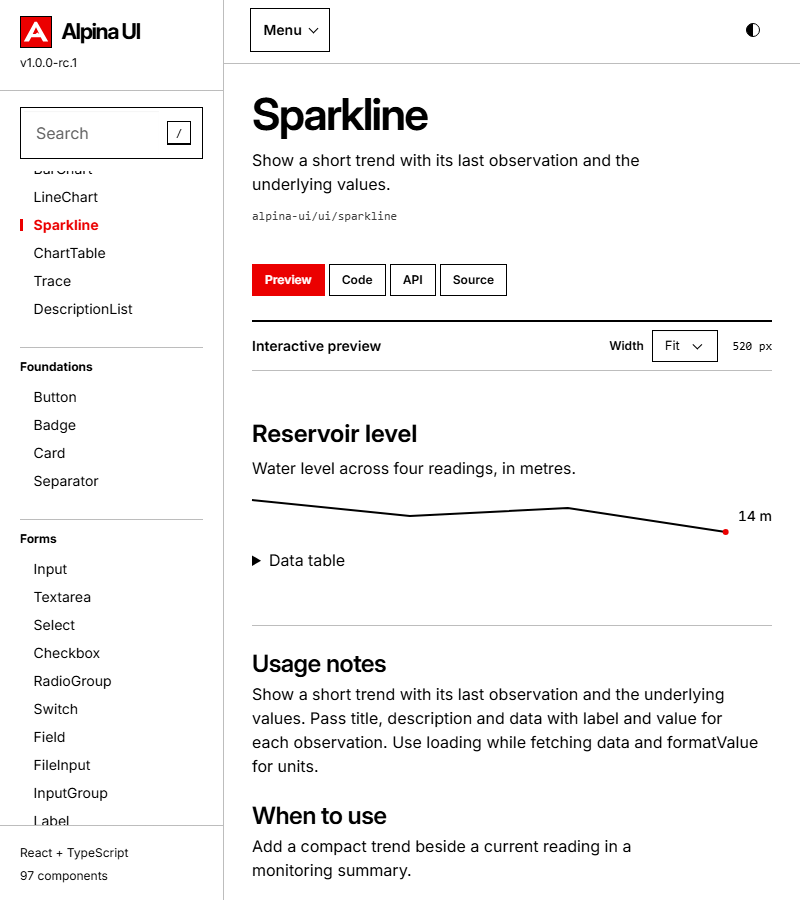 Alpina UI
v1.0.0-rc.1
Search
/
BarChart
LineChart
Sparkline
ChartTable
Trace
DescriptionList
Foundations
Button
Badge
Card
Separator
Forms
Input
Textarea
Select
Checkbox
RadioGroup
Switch
Field
FileInput
InputGroup
Label
React + TypeScript
97 components
Menu
Sparkline
Show a short trend with its last observation and the
underlying values.
alpina-ui/ui/sparkline
Preview
Code
API
Source
Interactive preview
Width
Fit
520 px
Reservoir level
Water level across four readings, in metres.
14 m
Data table
Usage notes
Show a short trend with its last observation and the underlying
values. Pass title, description and data with label and value for
each observation. Use loading while fetching data and formatValue
for units.
When to use
Add a compact trend beside a current reading in a
monitoring summary.